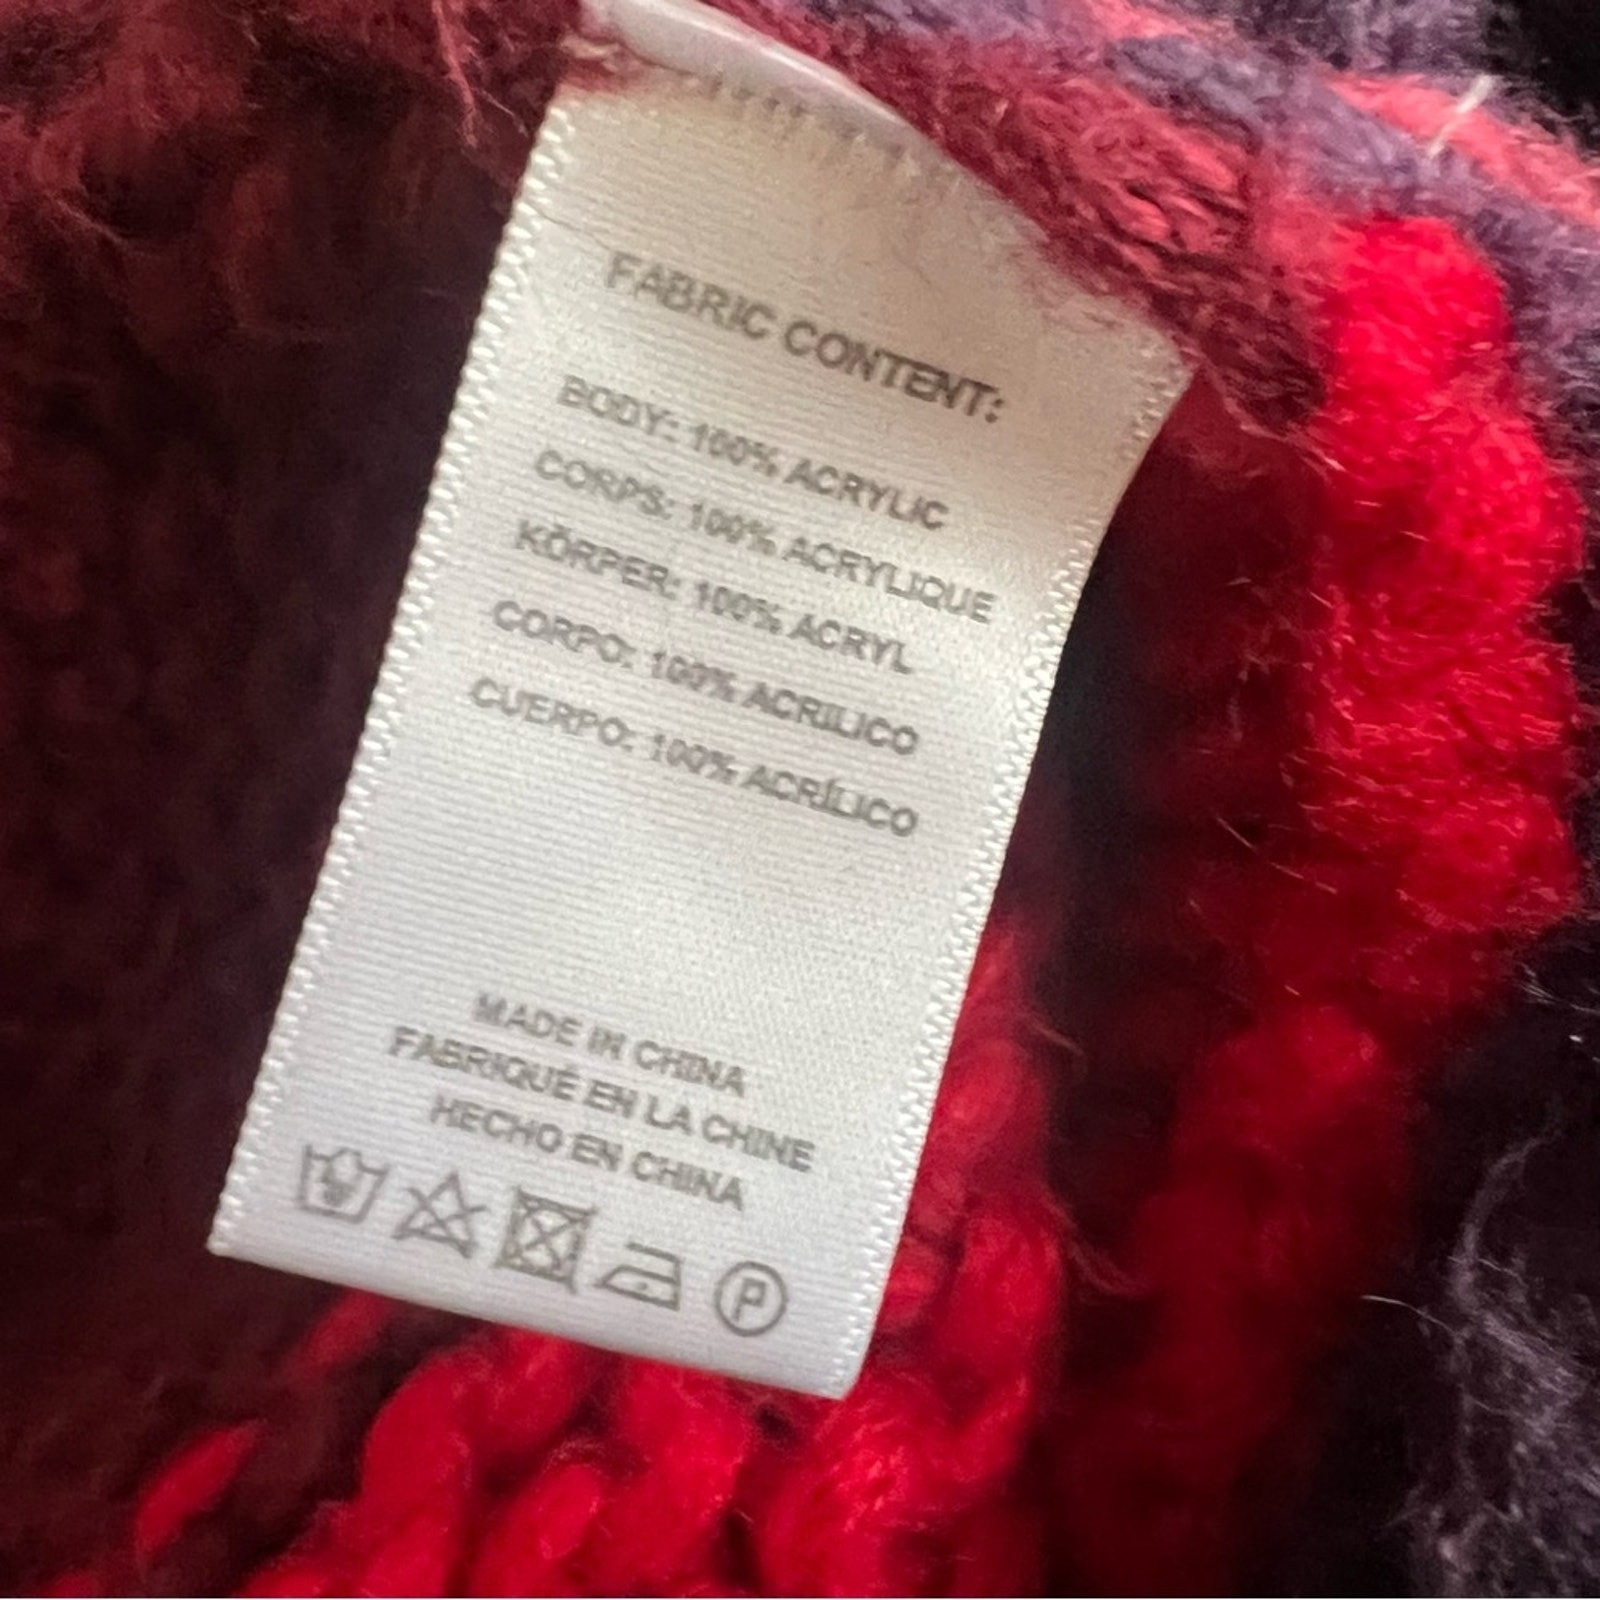 FABRIC CONTENT:
BODY: 100% ACRYLIC
CORPS: 100% ACRYLIQUE
KÖRPER: 100% ACRYL
CORPO: 100% ACRILICO
CUERPO: 100% ACRÍLICO
MADE IN CHINA
FABRIQUÉ EN LA CHINE
HECHO EN CHINA
P